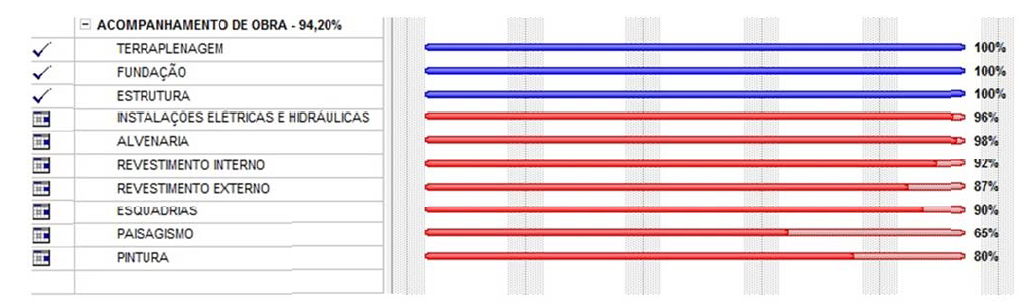 ACOMPANHAMENTO DE OBRA - 94,20%
TERRAPLENAGEM 100%
FUNDAÇÃO 100%
ESTRUTURA 100%
INSTALAÇÕES ELÉTRICAS E HIDRÁULICAS 96%
ALVENARIA 98%
REVESTIMENTO INTERNO 92%
REVESTIMENTO EXTERNO 87%
ESQUADRIAS 90%
PAISAGISMO 65%
PINTURA 80%